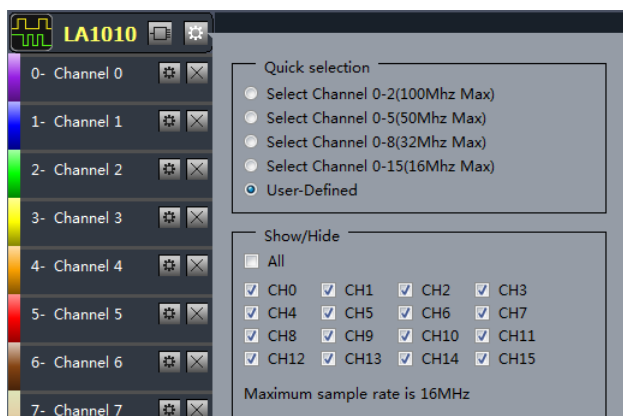 LA1010
0- Channel 0
1- Channel 1
2- Channel 2
3- Channel 3
4- Channel 4
5- Channel 5
6- Channel 6
7- Channel 7
Quick selection
Select Channel 0-2(100Mhz Max)
Select Channel 0-5(50Mhz Max)
Select Channel 0-8(32Mhz Max)
Select Channel 0-15(16Mhz Max)
User-Defined
Show/Hide
All
CH0 CH1 CH2 CH3
CH4 CH5 CH6 CH7
CH8 CH9 CH10 CH11
CH12 CH13 CH14 CH15
Maximum sample rate is 16MHz